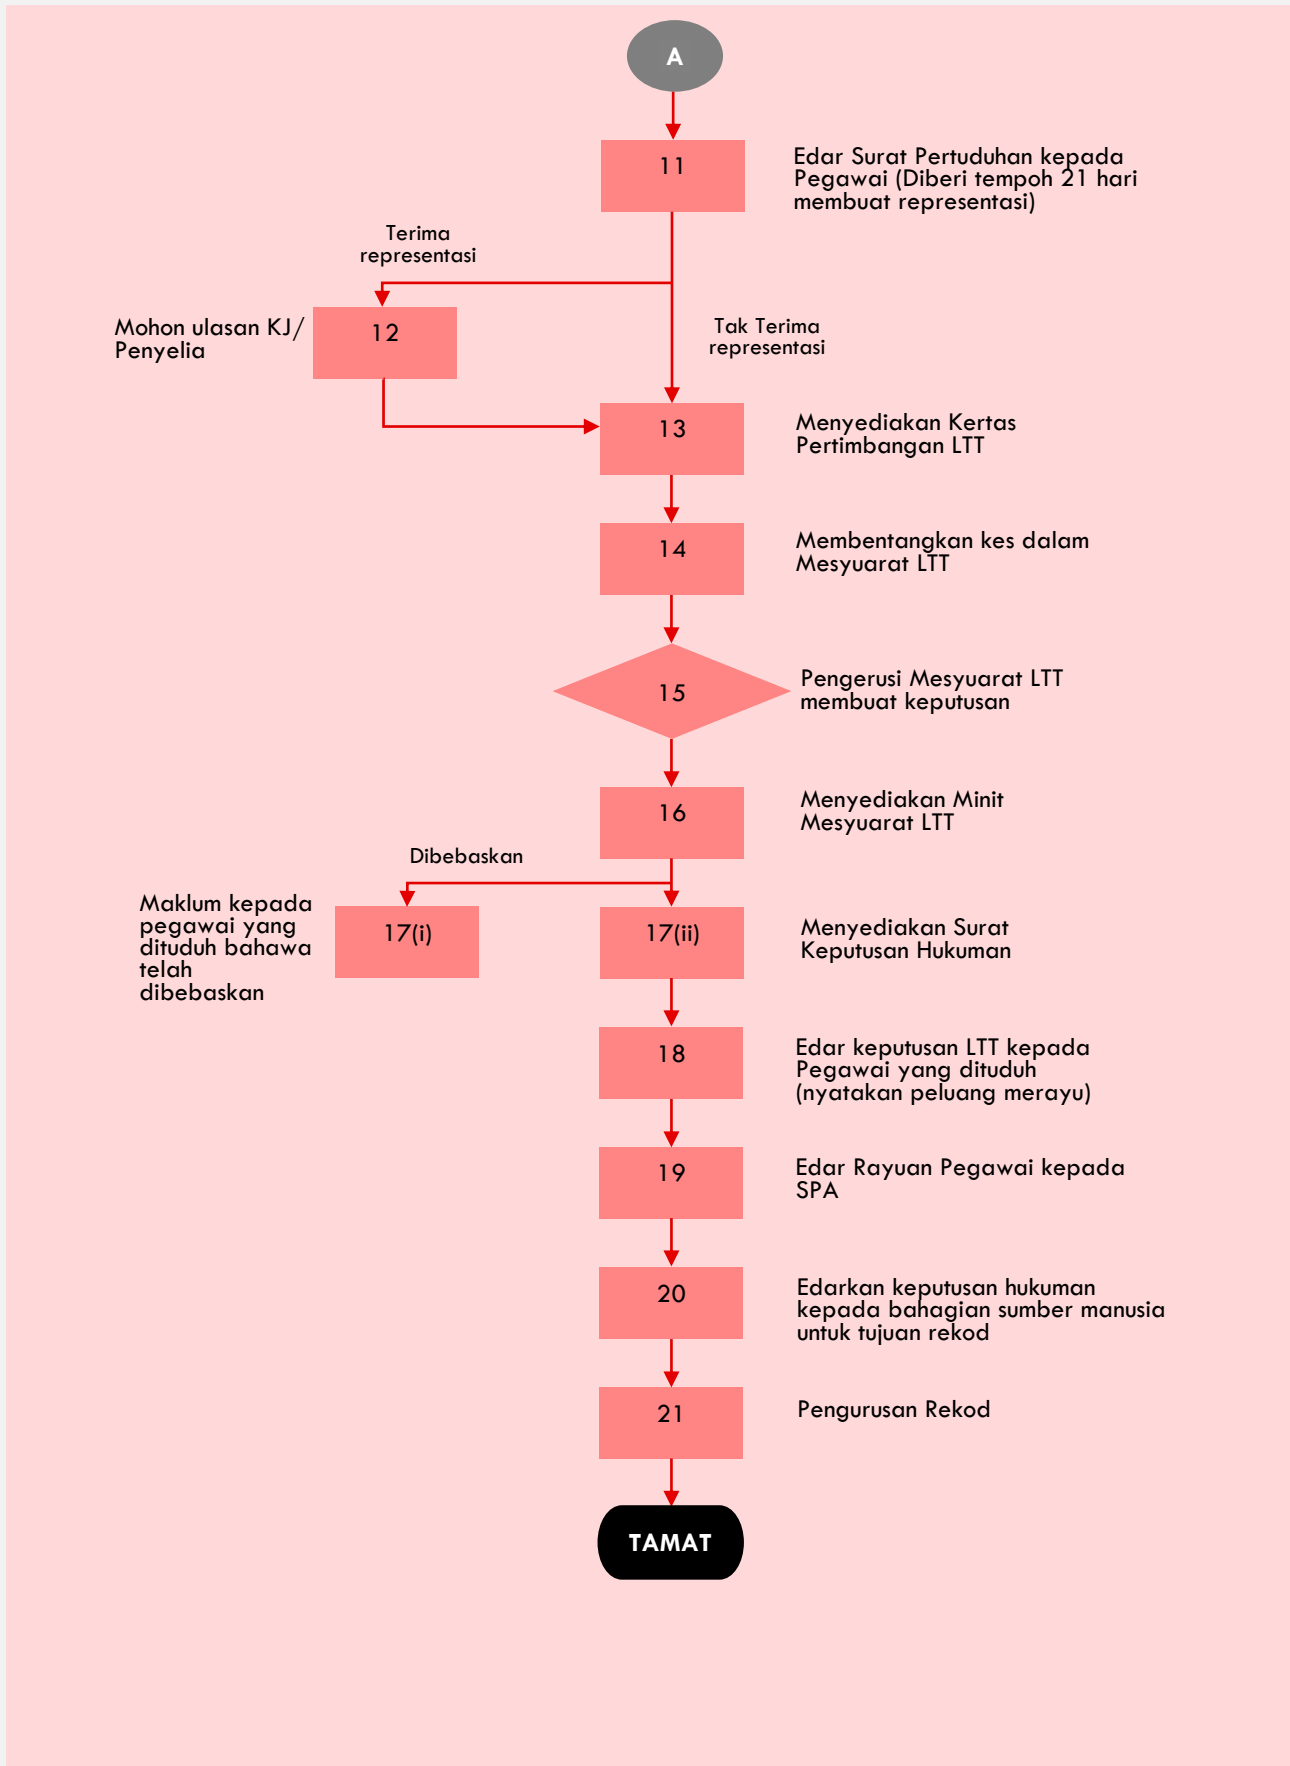 A
11
Edar Surat Pertuduhan kepada
Pegawai (Diberi tempoh 21 hari
membuat representasi)
Terima
representasi
Mohon ulasan KJ/
Penyelia
12
Tak Terima
representasi
13
Menyediakan Kertas
Pertimbangan LTT
14
Membentangkan kes dalam
Mesyuarat LTT
15
Pengerusi Mesyuarat LTT
membuat keputusan
16
Menyediakan Minit
Mesyuarat LTT
Dibebaskan
Maklum kepada
pegawai yang
dituduh bahawa
telah
dibebaskan
17(i)
17(ii)
Menyediakan Surat
Keputusan Hukuman
18
Edar keputusan LTT kepada
Pegawai yang dituduh
(nyatakan peluang merayu)
19
Edar Rayuan Pegawai kepada
SPA
20
Edarkan keputusan hukuman
kepada bahagian sumber manusia
untuk tujuan rekod
21
Pengurusan Rekod
TAMAT